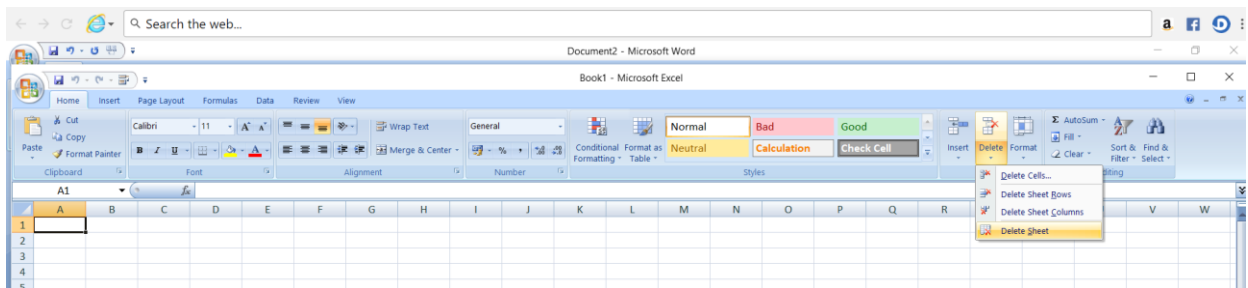 Search the web...
Document2 - Microsoft Word
Book1 - Microsoft Excel
Home Insert Page Layout Formulas Data Review View
Paste
Cut
Copy
Format Painter
Clipboard
Calibri 11 A A
B I U A
Font
Wrap Text
Merge & Center
Alignment
General
% ,
Number
Conditional Formatting
Format as Table
Normal Bad Good
Neutral Calculation Check Cell
Styles
Insert Delete Format
Σ AutoSum
Fill
Clear
Sort & Filter
Find & Select
Editing
Delete Cells...
Delete Sheet Rows
Delete Sheet Columns
Delete Sheet
A1 fx
A B C D E F G H I J K L M N O P Q R V W
1
2
3
4
5